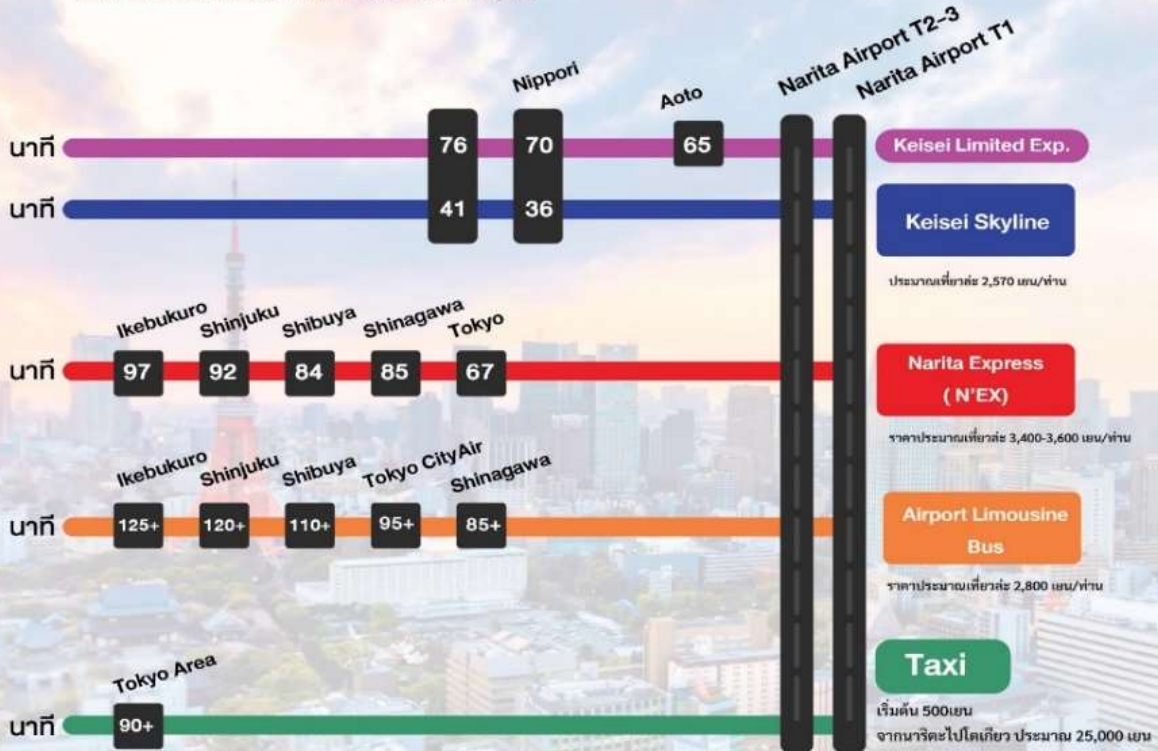 Narita Airport T2-3
Narita Airport T1
Nippori
Aoto
นาที
76
70
65
Keisei Limited Exp.
นาที
41
36
Keisei Skyline
ประมาณเที่ยวล่ะ 2,570 เยน/ท่าน
Ikebukuro
Shinjuku
Shibuya
Shinagawa
Tokyo
นาที
97
92
84
85
67
Narita Express
( N'EX)
ราคาประมาณเที่ยวล่ะ 3,400-3,600 เยน/ท่าน
Ikebukuro
Shinjuku
Shibuya
Tokyo CityAir
Shinagawa
นาที
125+
120+
110+
95+
85+
Airport Limousine
Bus
ราคาประมาณเที่ยวล่ะ 2,800 เยน/ท่าน
Tokyo Area
นาที
90+
Taxi
เริ่มต้น 500เยน
จากนาริตะไปโตเกียว ประมาณ 25,000 เยน